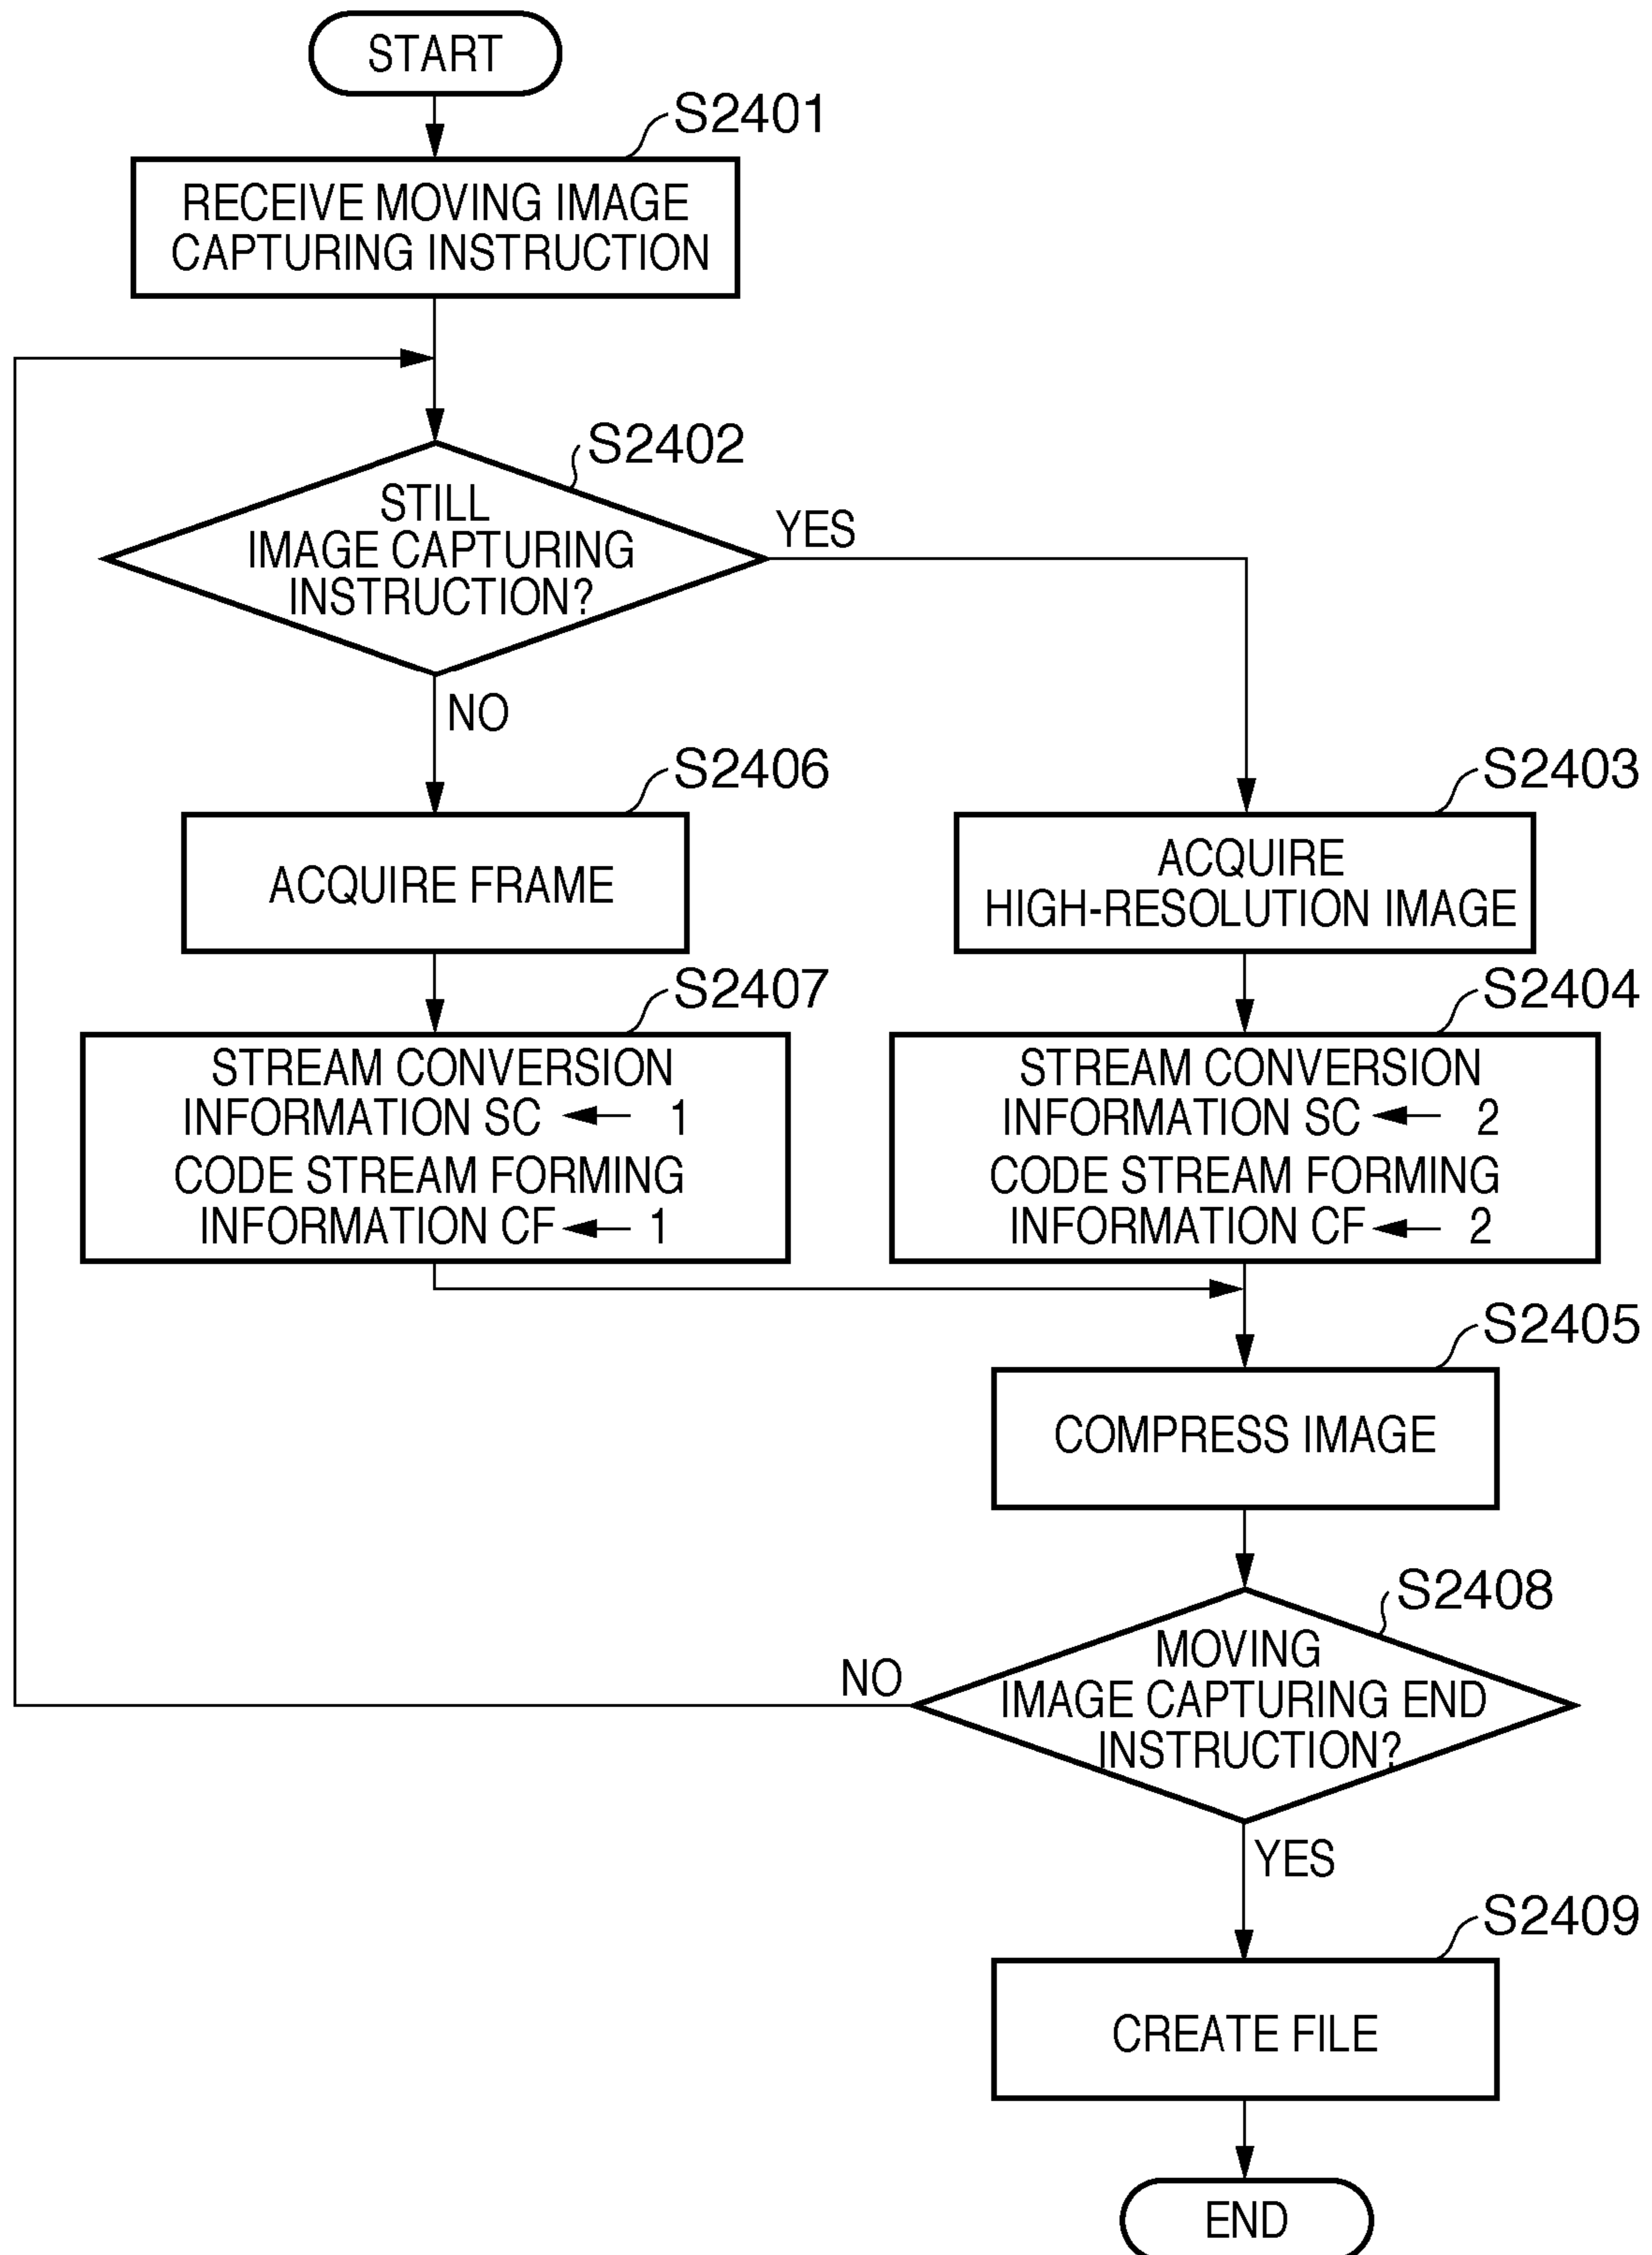 START
S2401
RECEIVE MOVING IMAGE
CAPTURING INSTRUCTION
S2402
STILL
IMAGE CAPTURING
INSTRUCTION?
YES
NO
S2406
ACQUIRE FRAME
S2403
ACQUIRE
HIGH-RESOLUTION IMAGE
S2407
STREAM CONVERSION
INFORMATION SC ← 1
CODE STREAM FORMING
INFORMATION CF ← 1
S2404
STREAM CONVERSION
INFORMATION SC ← 2
CODE STREAM FORMING
INFORMATION CF ← 2
S2405
COMPRESS IMAGE
S2408
MOVING
IMAGE CAPTURING END
INSTRUCTION?
NO
YES
S2409
CREATE FILE
END